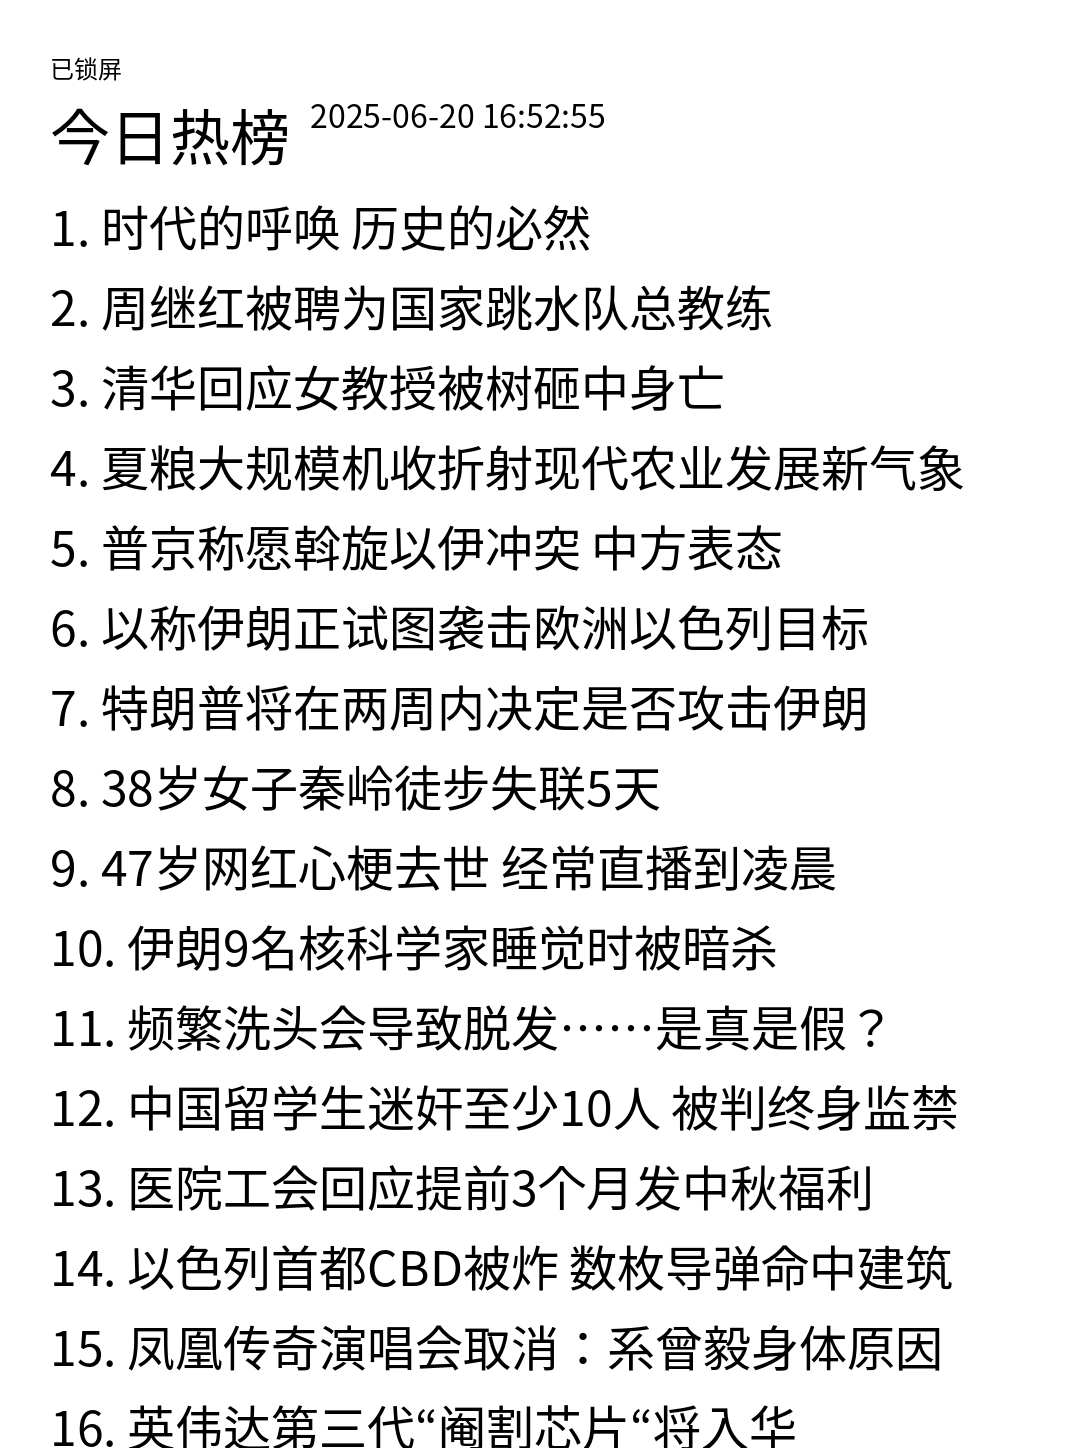 已锁屏
今日热榜 2025-06-20 16:52:55
1. 时代的呼唤 历史的必然
2. 周继红被聘为国家跳水队总教练
3. 清华回应女教授被树砸中身亡
4. 夏粮大规模机收折射现代农业发展新气象
5. 普京称愿斡旋以伊冲突 中方表态
6. 以称伊朗正试图袭击欧洲以色列目标
7. 特朗普将在两周内决定是否攻击伊朗
8. 38岁女子秦岭徒步失联5天
9. 47岁网红心梗去世 经常直播到凌晨
10. 伊朗9名核科学家睡觉时被暗杀
11. 频繁洗头会导致脱发……是真是假？
12. 中国留学生迷奸至少10人 被判终身监禁
13. 医院工会回应提前3个月发中秋福利
14. 以色列首都CBD被炸 数枚导弹命中建筑
15. 凤凰传奇演唱会取消：系曾毅身体原因
16. 英伟达第三代“阉割芯片“将入华